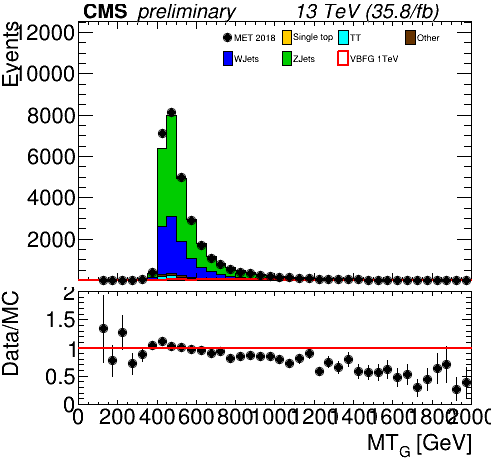 CMS preliminary 13 TeV (35.8/fb)
Events
12000
10000
8000
6000
4000
2000
MET 2018 Single top TT Other
WJets ZJets VBFG 1TeV
Data/MC
2
1.5
1
0.5
0
0 200 400 600 800 1000 1200 1400 1600 1800 2000
MT_G [GeV]